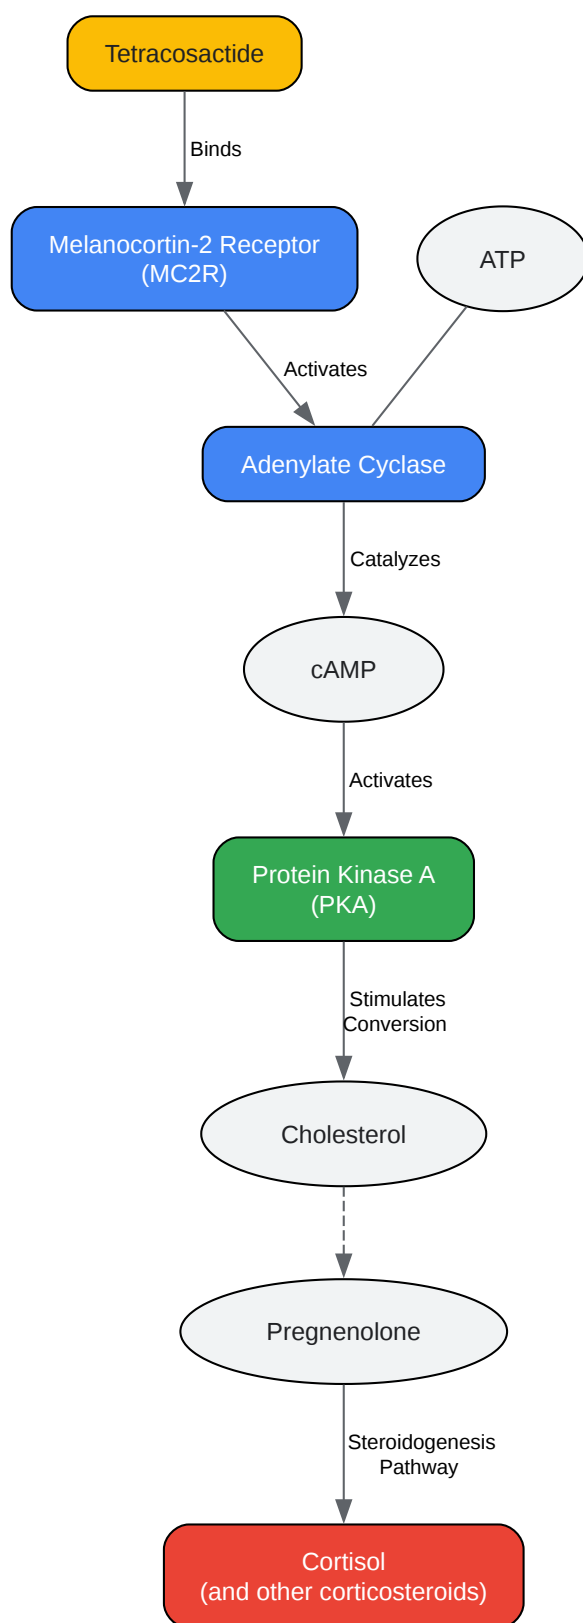 Tetracosactide
Binds
Melanocortin-2 Receptor
(MC2R)
ATP
Activates
Adenylate Cyclase
Catalyzes
cAMP
Activates
Protein Kinase A
(PKA)
Stimulates
Conversion
Cholesterol
Pregnenolone
Steroidogenesis
Pathway
Cortisol
(and other corticosteroids)